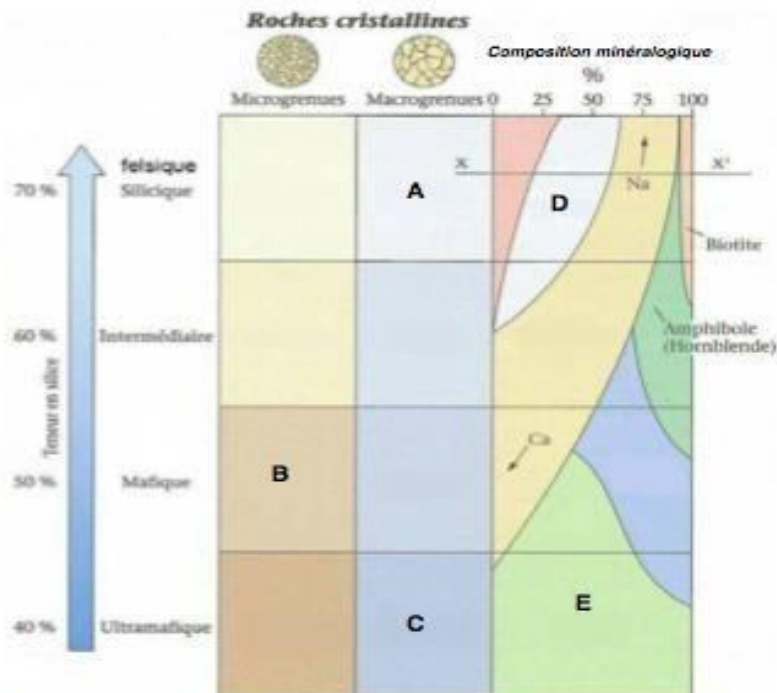 Roches cristallines
Composition minéralogique
%
Microgrenues
Macrogrenues
0 25 50 75 100
felsique
70 %
Silicique
A
X
X'
D
Na
Biotite
60 %
Intermédiaire
Amphibole
(Hornblende)
Teneur en silice
Ca
50 %
Mafique
B
40 %
Ultramafique
C
E